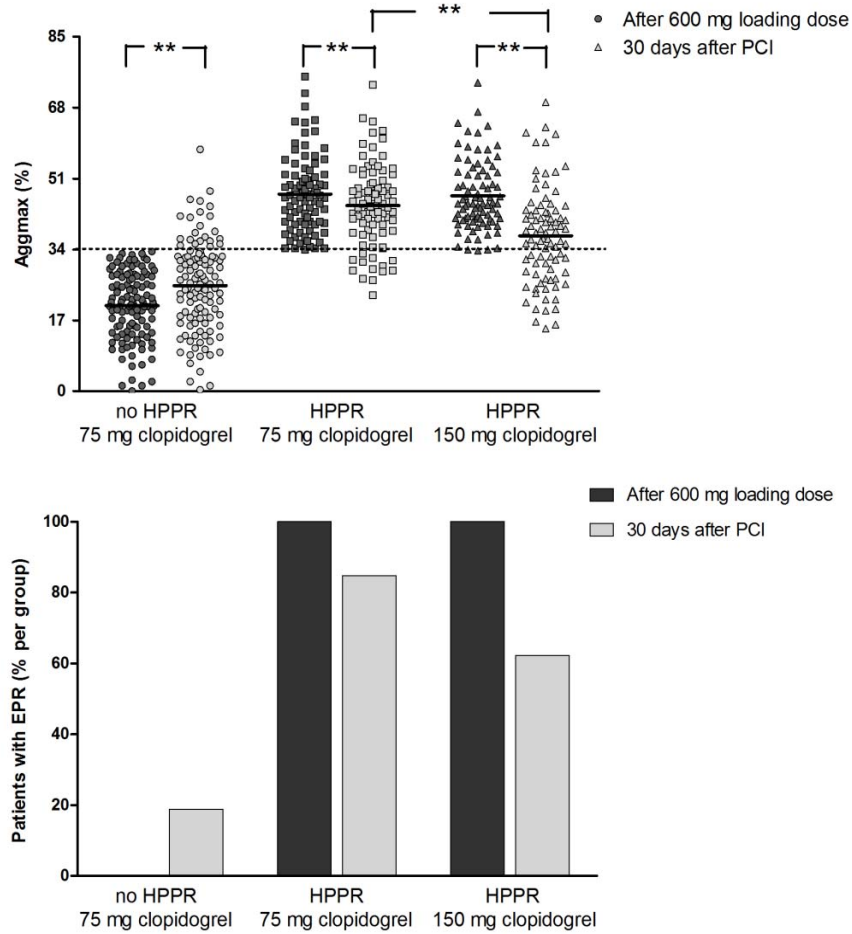 After 600 mg loading dose
30 days after PCI
**
** ** **
Aggmax (%)
85
68
51
34
17
0
no HPPR
75 mg clopidogrel
HPPR
75 mg clopidogrel
HPPR
150 mg clopidogrel
After 600 mg loading dose
30 days after PCI
Patients with EPR (% per group)
100
80
60
40
20
0
no HPPR
75 mg clopidogrel
HPPR
75 mg clopidogrel
HPPR
150 mg clopidogrel